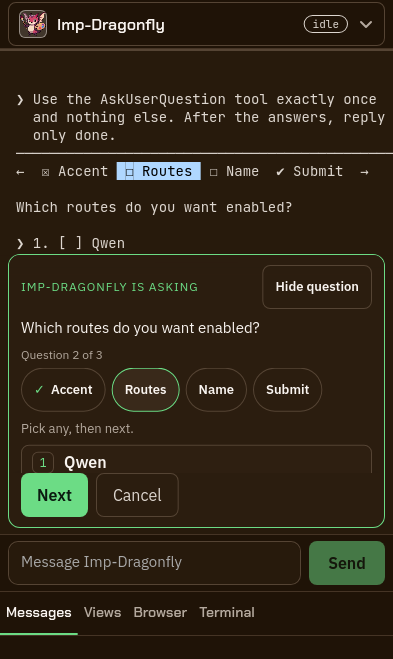 Imp-Dragonfly
idle
❯ Use the AskUserQuestion tool exactly once
and nothing else. After the answers, reply
only done.
← ☒ Accent □ Routes □ Name ✔ Submit →
Which routes do you want enabled?
❯ 1. [ ] Qwen
IMP-DRAGONFLY IS ASKING
Hide question
Which routes do you want enabled?
Question 2 of 3
✓ Accent Routes Name Submit
Pick any, then next.
1 Qwen
Next Cancel
Message Imp-Dragonfly Send
Messages Views Browser Terminal